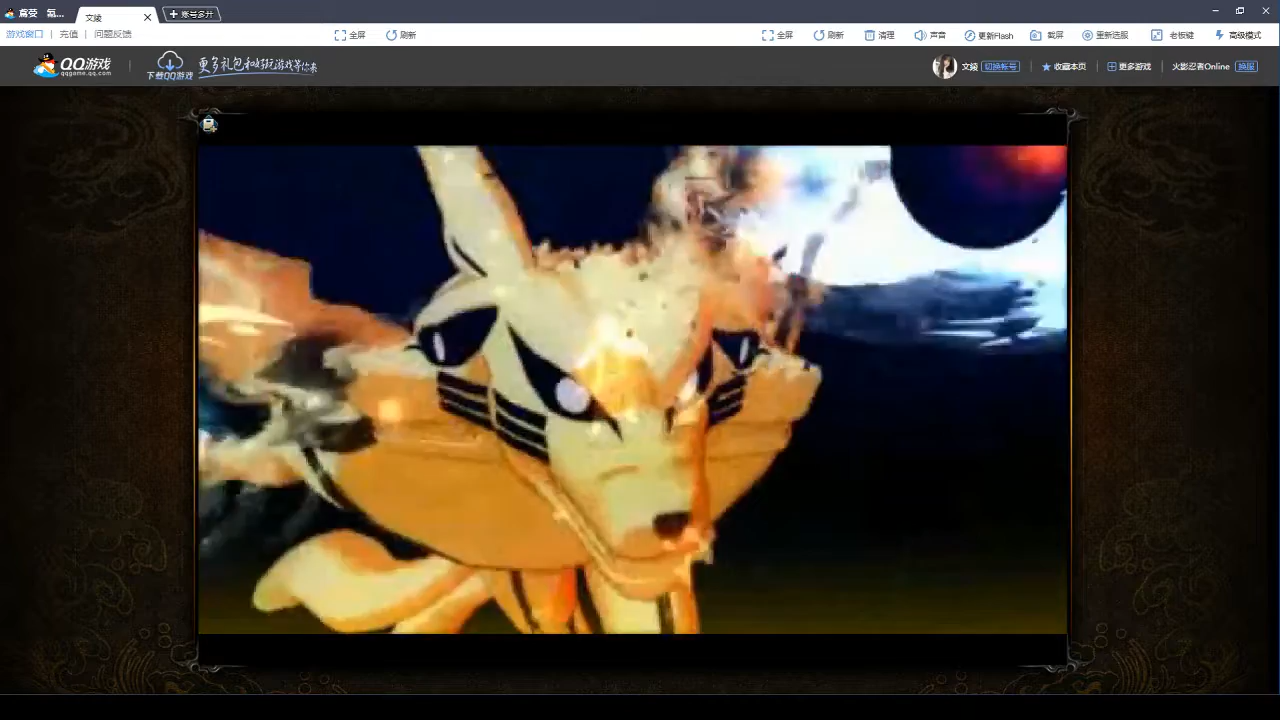 文陵
账号多开
游戏窗口 | 充值 | 问题反馈
全屏 刷新
全屏 刷新 清理 声音 更新Flash 截屏 重新选服 老板键 高级模式
QQ游戏
qqgame.qq.com
下载QQ游戏
更多礼包和好玩游戏等你来
文陵 切换帐号 收藏本页 更多游戏 火影忍者Online 换服